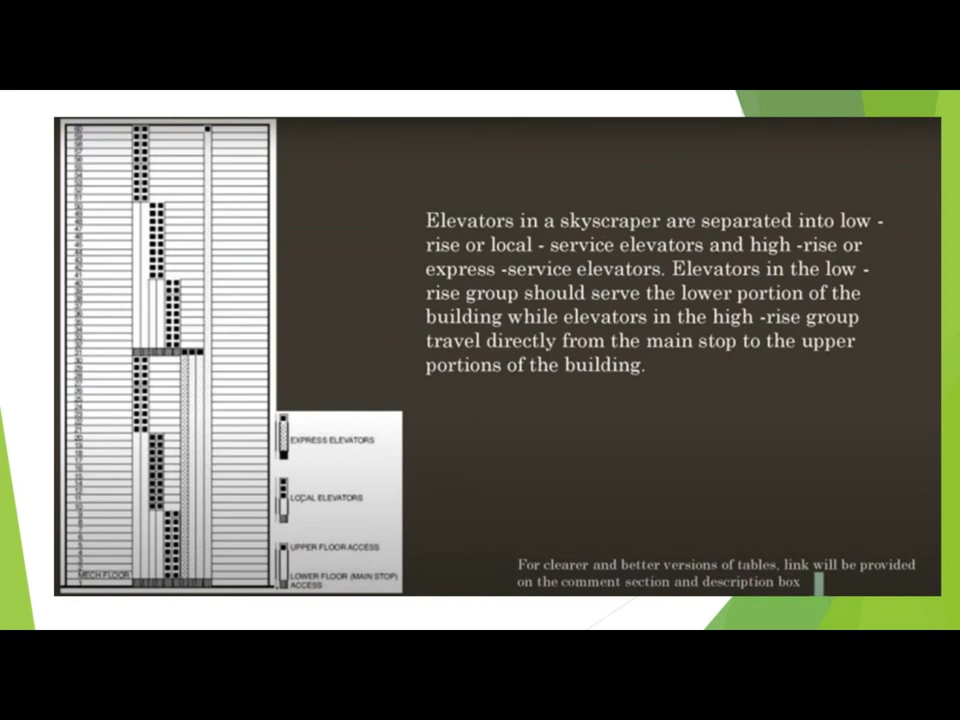 Elevators in a skyscraper are separated into low -
rise or local - service elevators and high -rise or
express -service elevators. Elevators in the low -
rise group should serve the lower portion of the
building while elevators in the high -rise group
travel directly from the main stop to the upper
portions of the building.
EXPRESS ELEVATORS
LOCAL ELEVATORS
UPPER FLOOR ACCESS
LOWER FLOOR (MAIN STOP)
ACCESS
MECH FLOOR
For clearer and better versions of tables, link will be provided
on the comment section and description box